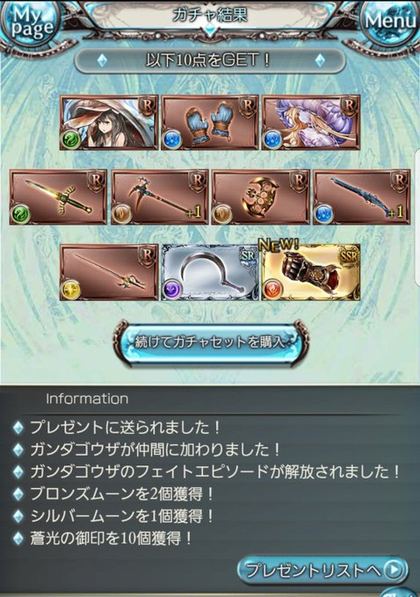 My page
ガチャ結果
Menu
以下10点をGET！
R
R
R
R
R
+1
R
R
+1
R
SR
NEW!
SSR
続けてガチャセットを購入
Information
プレゼントに送られました！
ガンダゴウザが仲間に加わりました！
ガンダゴウザのフェイトエピソードが解放されました！
ブロンズムーンを2個獲得！
シルバームーンを1個獲得！
蒼光の御印を10個獲得！
プレゼントリストへ